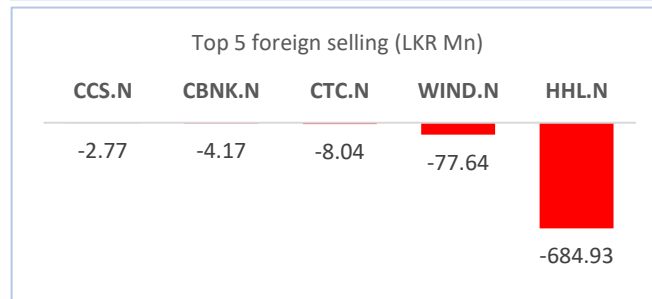 Top 5 foreign selling (LKR Mn)
CCS.N CBNK.N CTC.N WIND.N HHL.N
-2.77 -4.17 -8.04 -77.64
-684.93